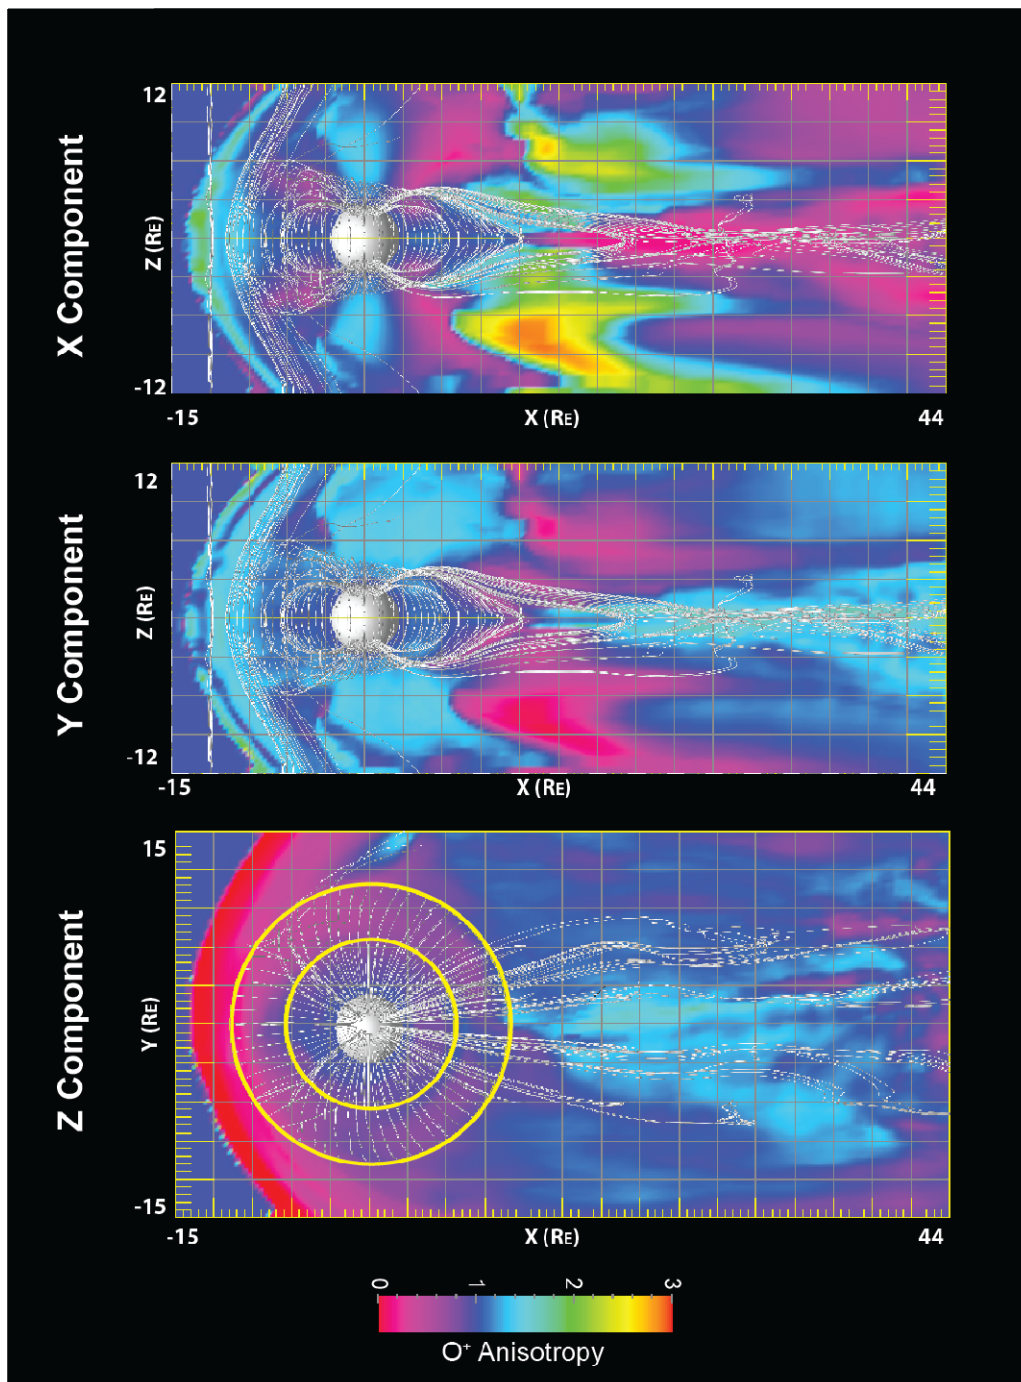 X Component
12
Z (RE)
-12
-15
X (RE)
44
Y Component
12
Z (RE)
-12
-15
X (RE)
44
Z Component
15
Y (RE)
-15
-15
X (RE)
44
0 1 2 3
O⁺ Anisotropy